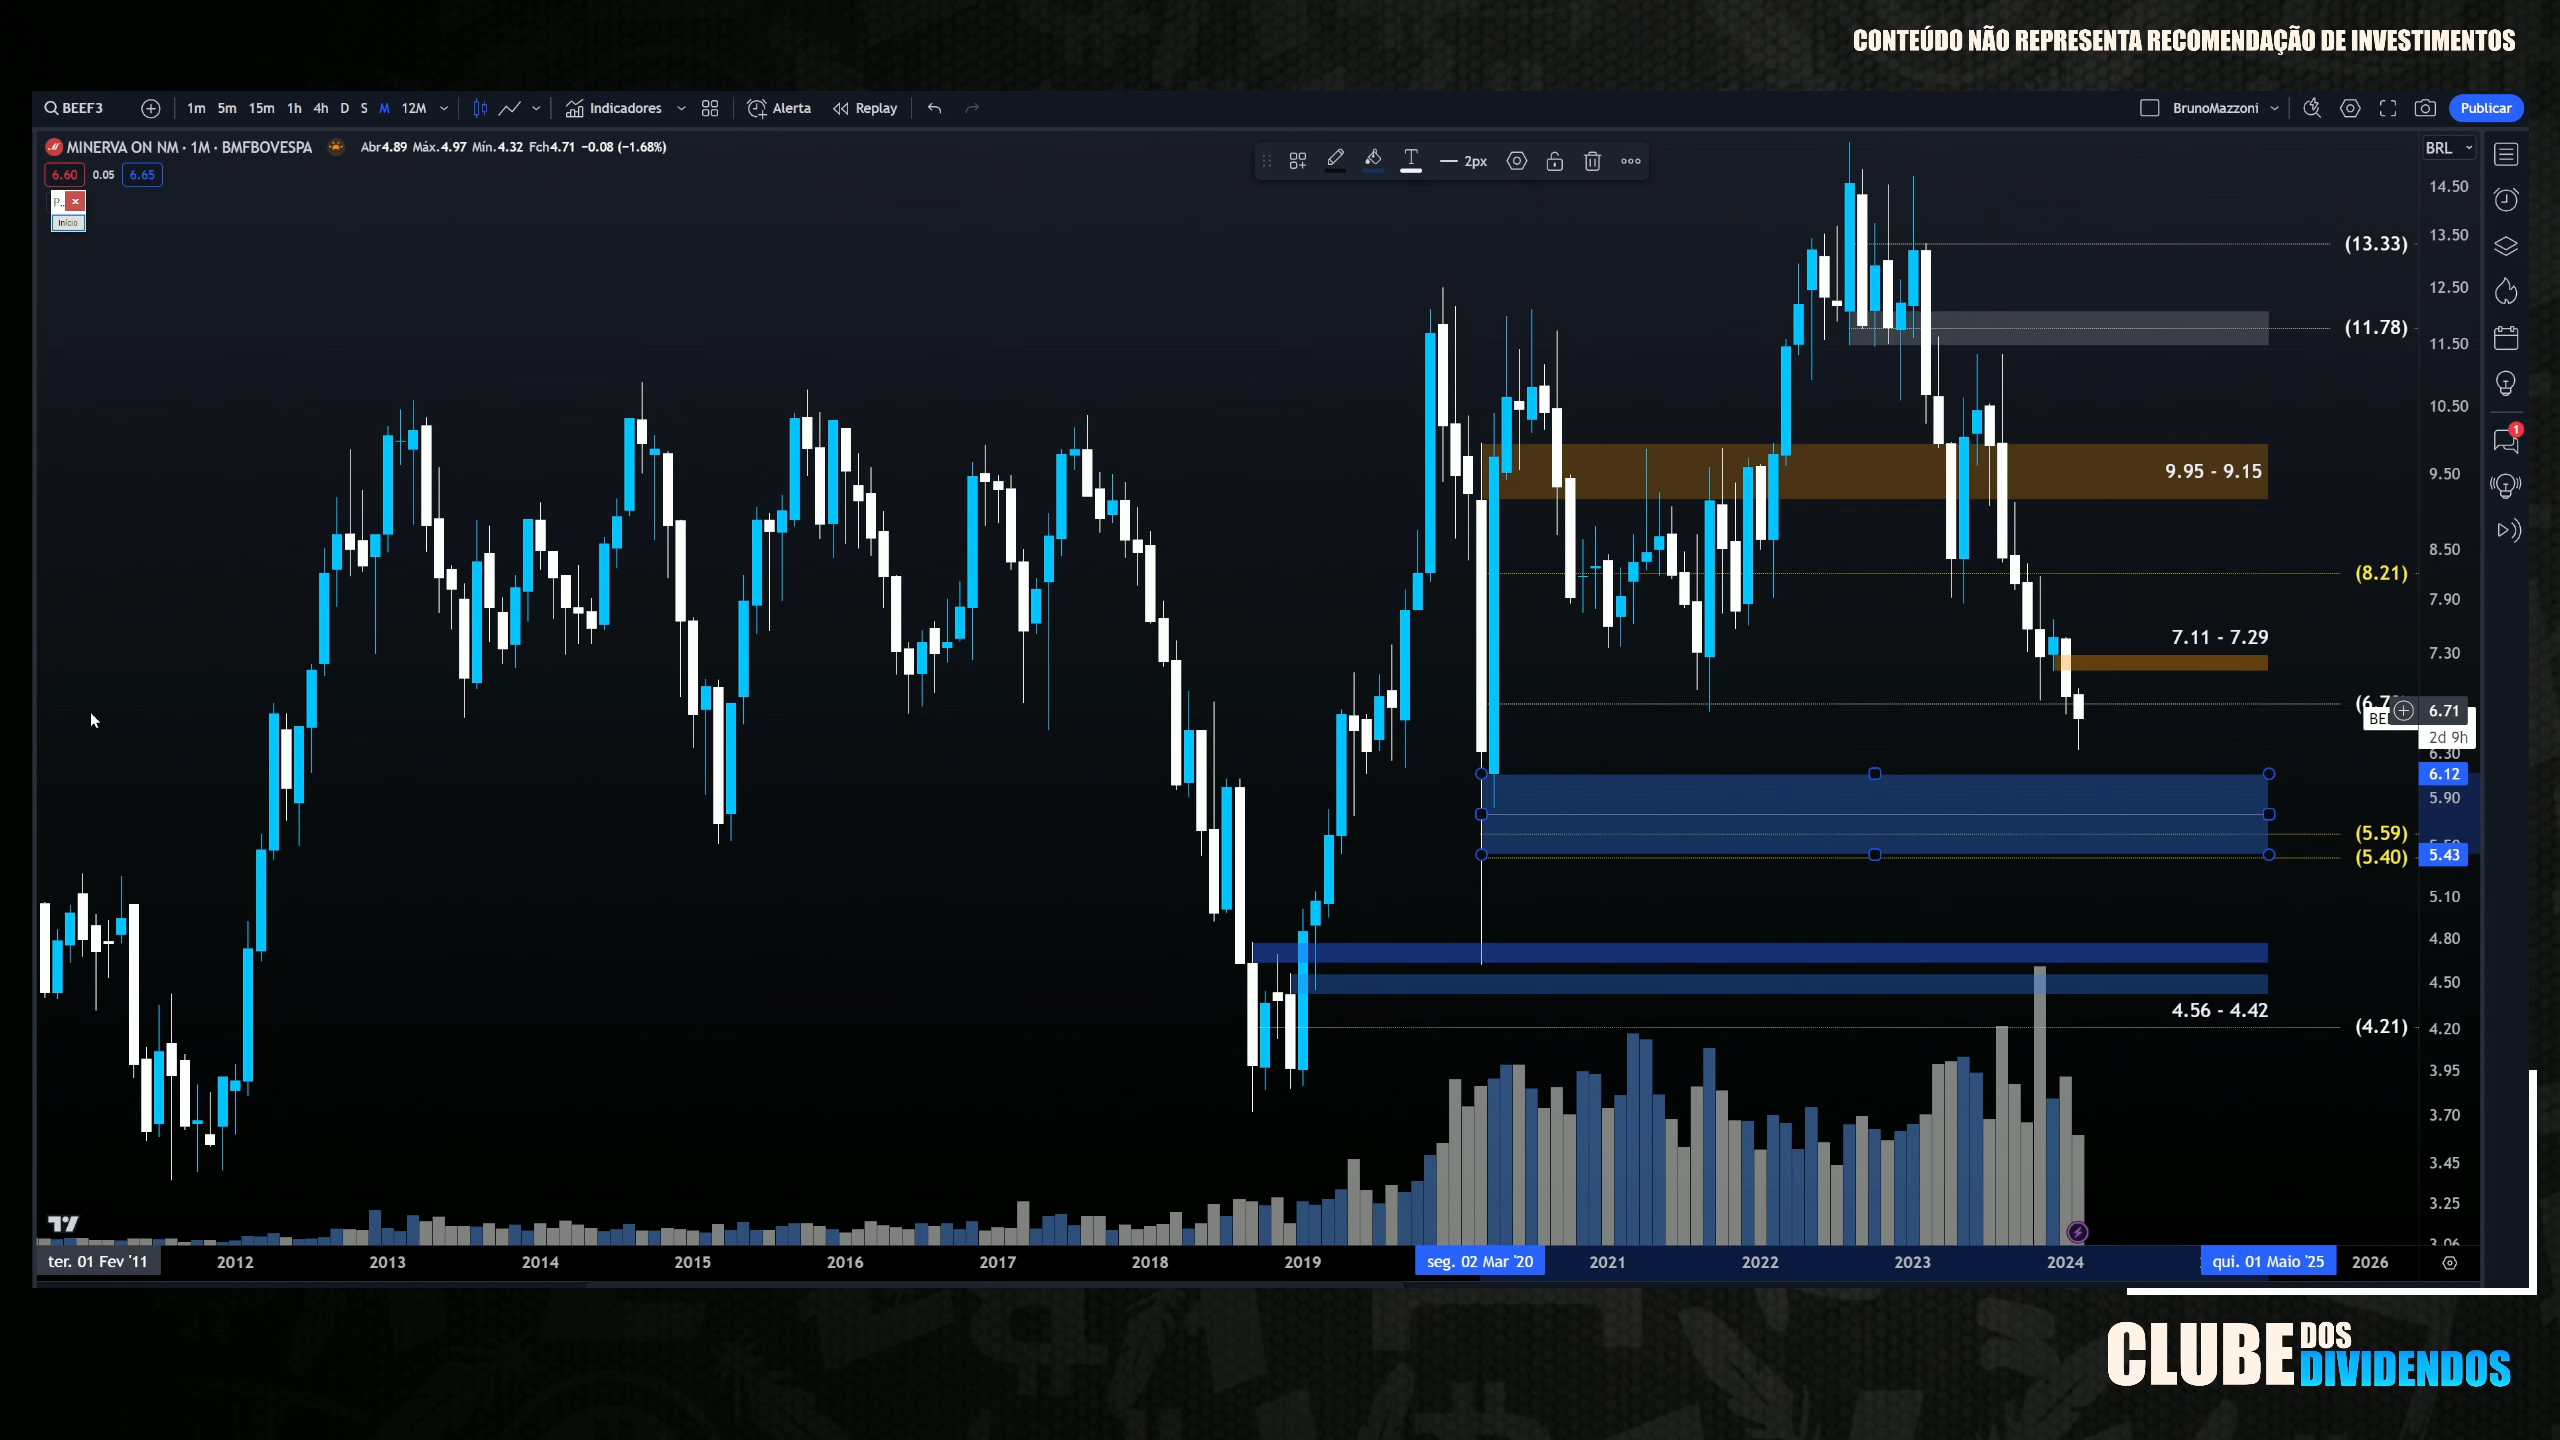 CONTEÚDO NÃO REPRESENTA RECOMENDAÇÃO DE INVESTIMENTOS
BEEF3 1m 5m 15m 1h 4h D S M 12M Indicadores Alerta Replay BrunoMazzoni Publicar
MINERVA ON NM · 1M · BMFBOVESPA Abr4.89 Máx.4.97 Mín.4.32 Fch4.71 −0.08 (−1.68%)
6.60 0.05 6.65
P..
Início
2px
BRL
14.50
13.50
(13.33)
12.50
(11.78)
11.50
10.50
9.95 - 9.15
9.50
8.50
(8.21)
7.90
7.11 - 7.29
7.30
6.71
2d 9h
6.30
6.12
5.90
(5.59)
(5.40)
5.43
5.10
4.80
4.50
4.56 - 4.42
(4.21)
4.20
3.95
3.70
3.45
3.25
3.06
1
ter. 01 Fev '11 2012 2013 2014 2015 2016 2017 2018 2019 seg. 02 Mar '20 2021 2022 2023 2024 qui. 01 Maio '25 2026
CLUBE DOS DIVIDENDOS